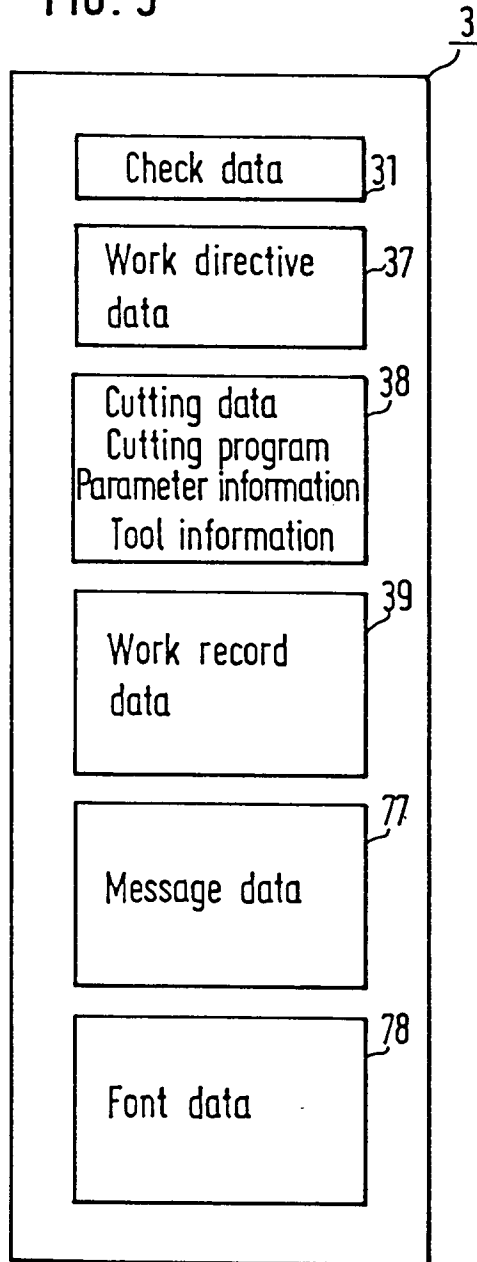 3
Check data
31
Work directive
data
37
Cutting data
Cutting program
Parameter information
Tool information
38
Work record
data
39
Message data
77
Font data
78